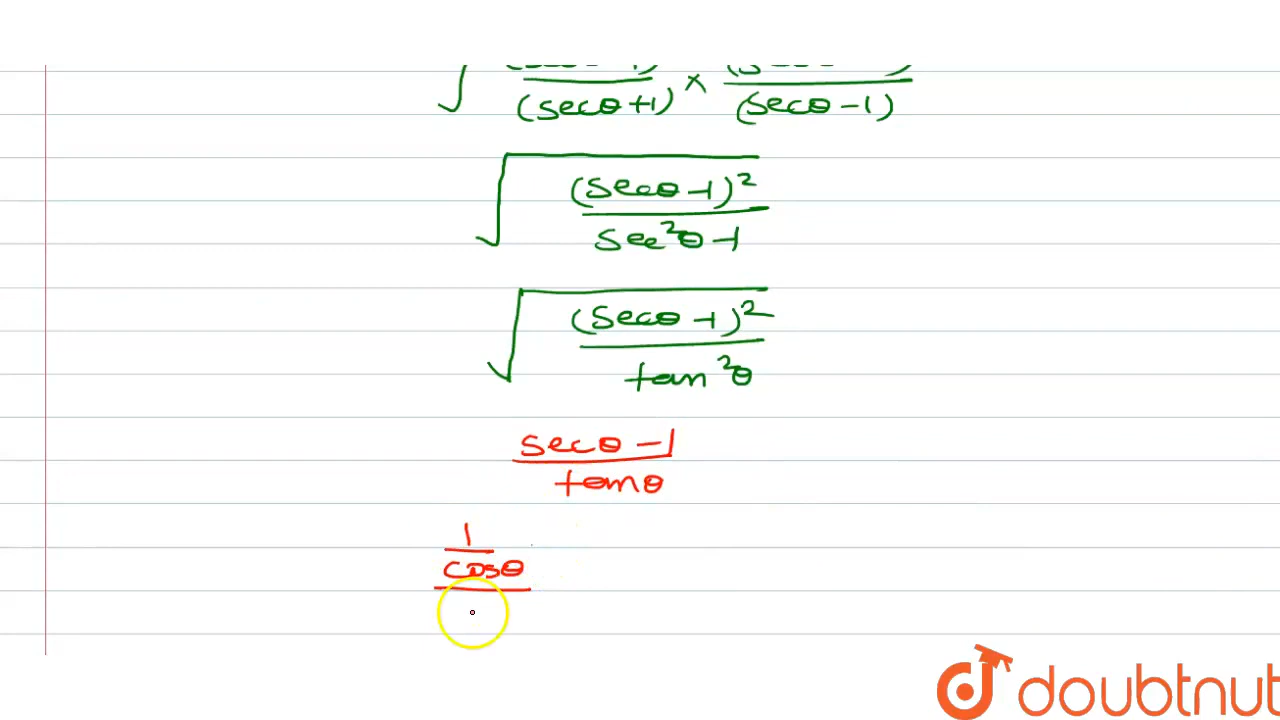 √ (secθ+1) × (secθ-1)
√ (secθ-1)²
sec²θ-1
√ (secθ-1)²
tan²θ
secθ-1
tanθ
1
cosθ
doubtnut